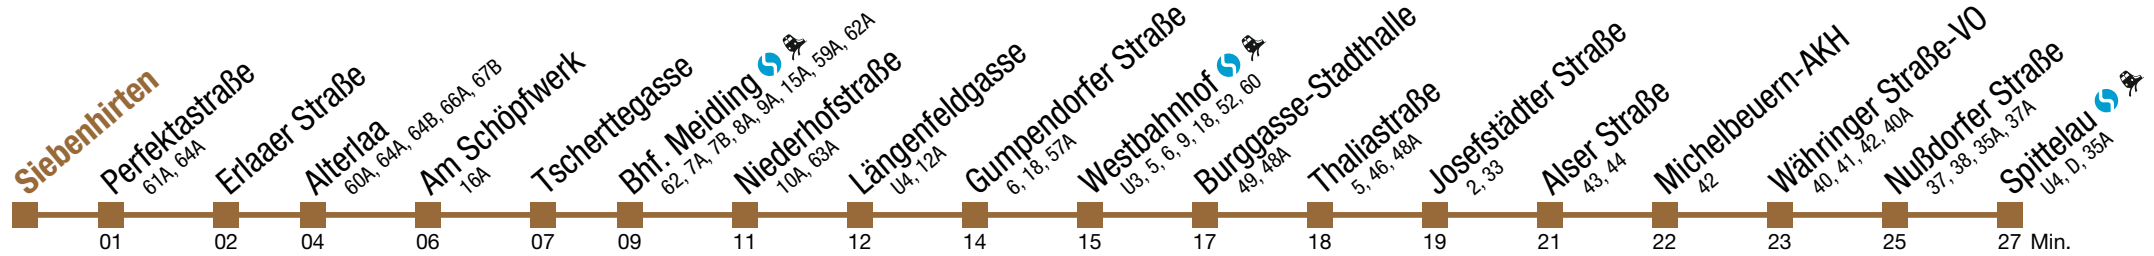 Siebenhirten
Perfektastraße
61A, 64A
Erlaaer Straße
Alterlaa
60A, 64A, 64B, 66A, 67B
Am Schöpfwerk
16A
Tscherttegasse
Bhf. Meidling
62, 7A, 7B, 8A, 9A, 15A, 59A, 62A
Niederhofstraße
10A, 63A
Längenfeldgasse
U4, 12A
Gumpendorfer Straße
6, 18, 57A
Westbahnhof
U3, 5, 6, 9, 18, 52, 60
Burggasse-Stadthalle
49, 48A
Thaliastraße
5, 46, 48A
Josefstädter Straße
2, 33
Alser Straße
43, 44
Michelbeuern-AKH
42
Währinger Straße-VO
40, 41, 42, 40A
Nußdorfer Straße
37, 38, 35A, 37A
Spittelau
U4, D, 35A
01 02 04 06 07 09 11 12 14 15 17 18 19 21 22 23 25 27 Min.